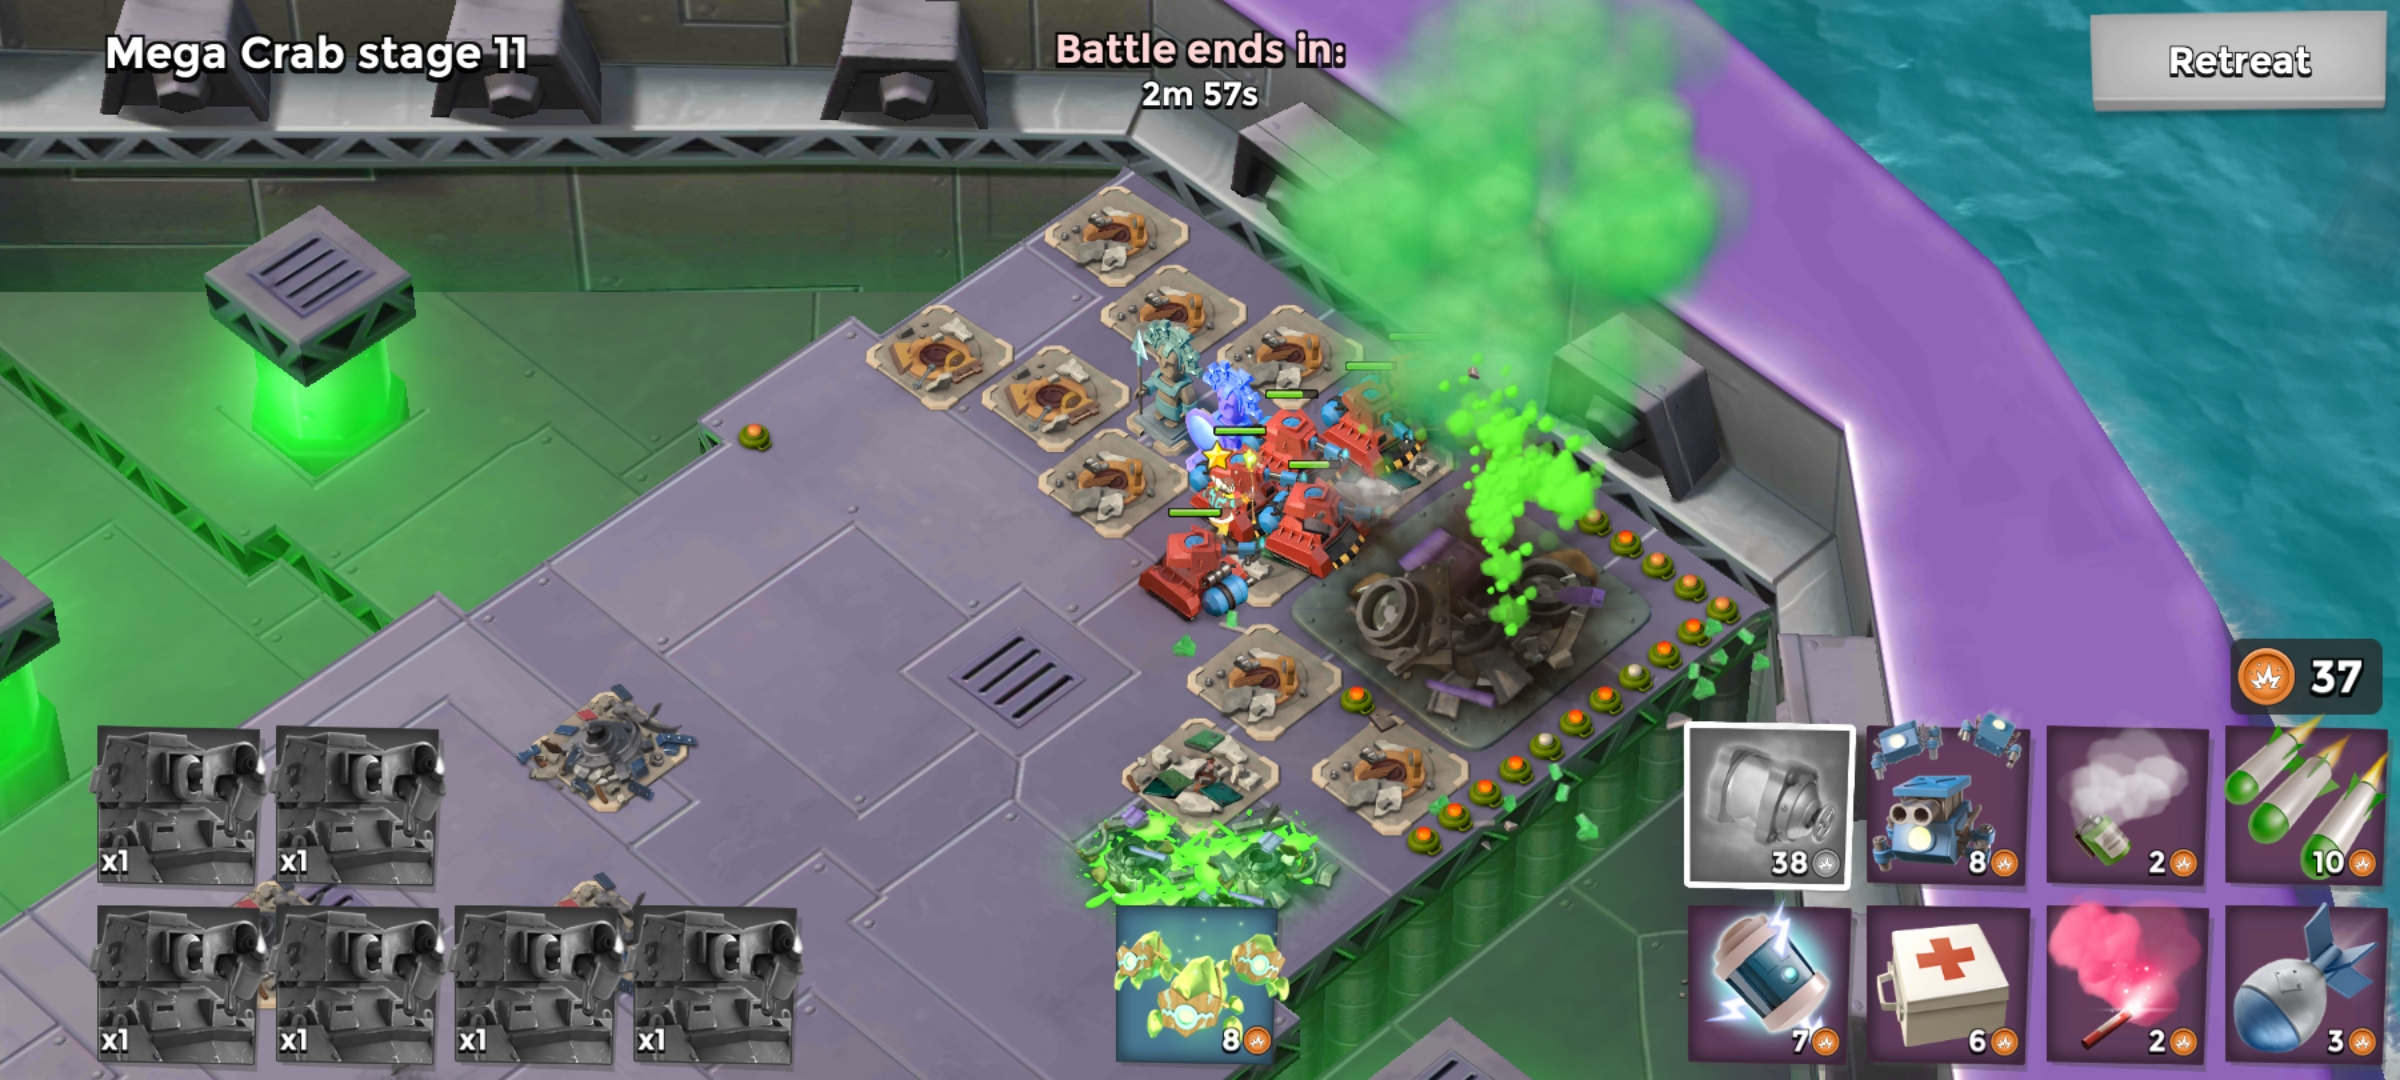 Mega Crab stage 11
Battle ends in:
2m 57s
Retreat
37
x1
x1
38
8
2
10
x1
x1
x1
x1
8
7
6
2
3